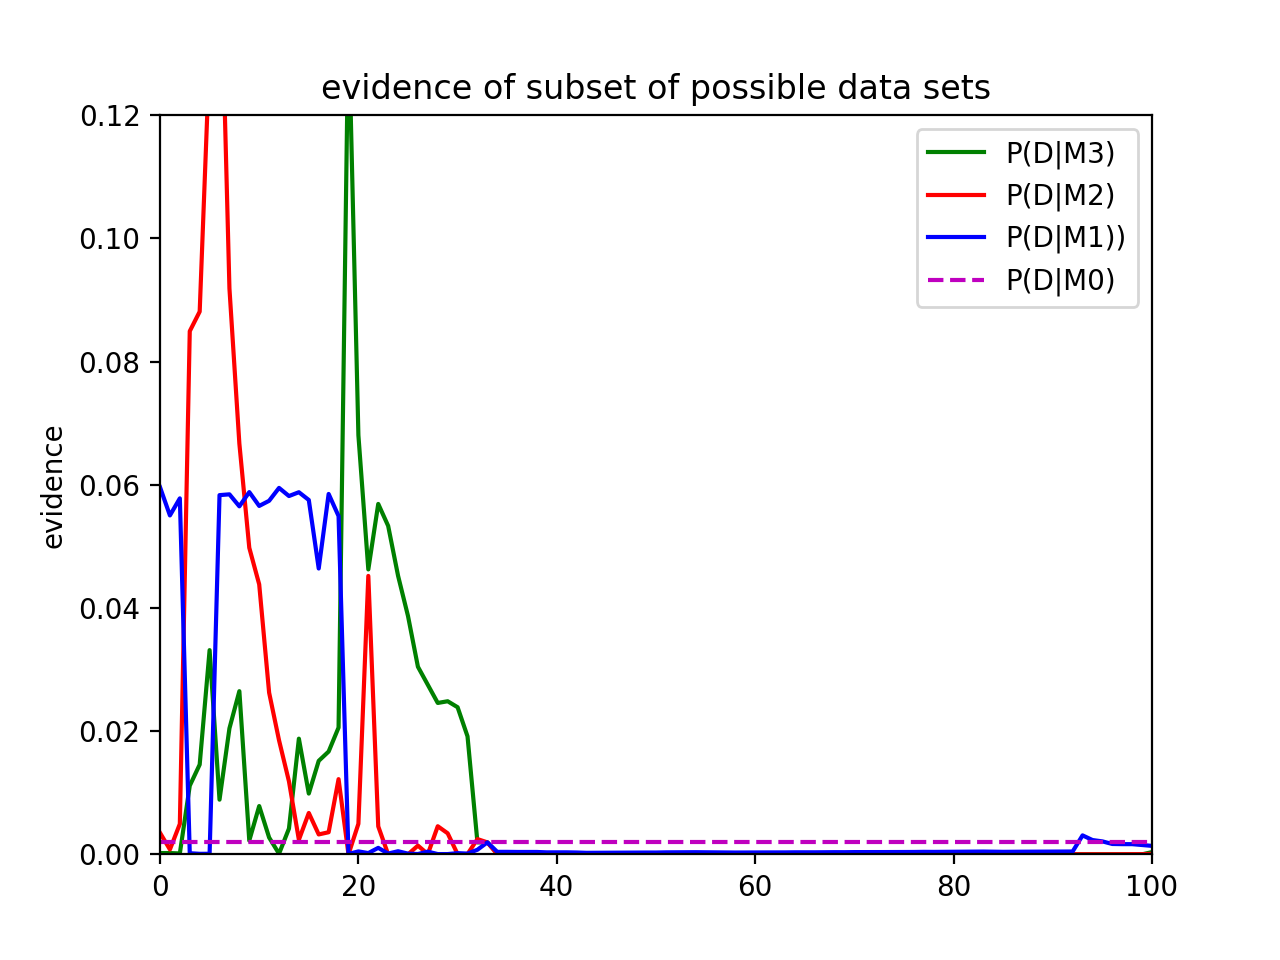 evidence of subset of possible data sets
0.12
0.10
0.08
0.06
0.04
0.02
0.00
evidence
P(D|M3)
P(D|M2)
P(D|M1))
P(D|M0)
0 20 40 60 80 100